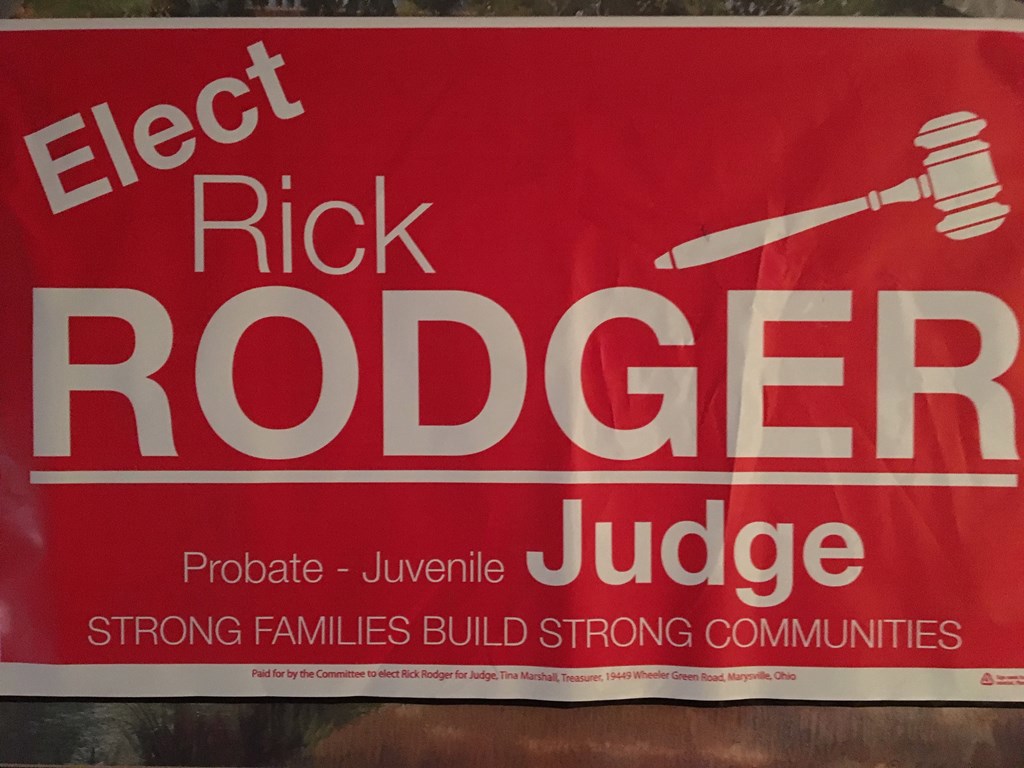 Elect
Rick
RODGER
Probate - Juvenile Judge
STRONG FAMILIES BUILD STRONG COMMUNITIES
Paid for by the Committee to elect Rick Rodger for Judge, Tina Marshall, Treasurer, 19449 Wheeler Green Road, Marysville, Ohio